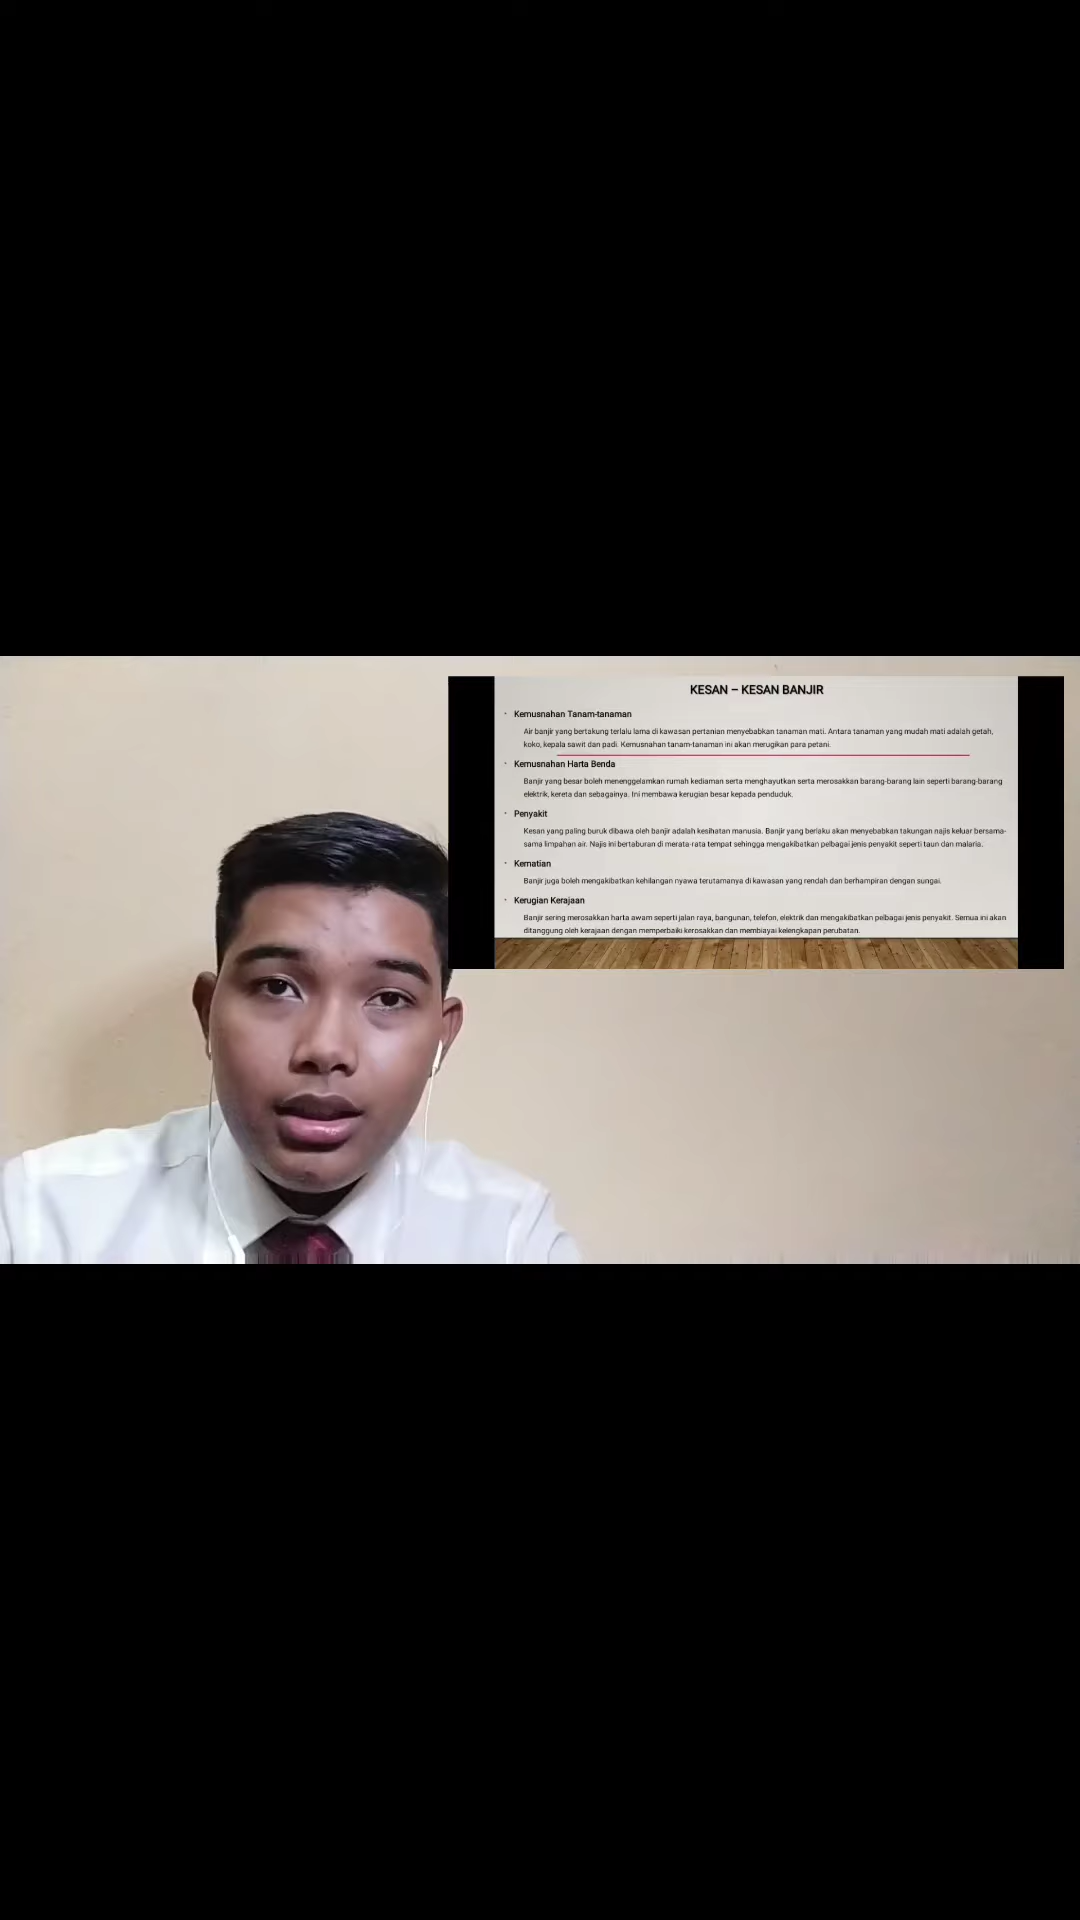 KESAN – KESAN BANJIR
• Kemusnahan Tanam-tanaman
Air banjir yang bertakung terlalu lama di kawasan pertanian menyebabkan tanaman mati. Antara tanaman yang mudah mati adalah getah,
koko, kepala sawit dan padi. Kemusnahan tanam-tanaman ini akan merugikan para petani.
• Kemusnahan Harta Benda
Banjir yang besar boleh menenggelamkan rumah kediaman serta menghayutkan serta merosakkan barang-barang lain seperti barang-barang
elektrik, kereta dan sebagainya. Ini membawa kerugian besar kepada penduduk.
• Penyakit
Kesan yang paling buruk dibawa oleh banjir adalah kesihatan manusia. Banjir yang berlaku akan menyebabkan takungan najis keluar bersama-
sama limpahan air. Najis ini bertaburan di merata-rata tempat sehingga mengakibatkan pelbagai jenis penyakit seperti taun dan malaria.
• Kematian
Banjir juga boleh mengakibatkan kehilangan nyawa terutamanya di kawasan yang rendah dan berhampiran dengan sungai.
• Kerugian Kerajaan
Banjir sering merosakkan harta awam seperti jalan raya, bangunan, telefon, elektrik dan mengakibatkan pelbagai jenis penyakit. Semua ini akan
ditanggung oleh kerajaan dengan memperbaiki kerosakkan dan membiayai kelengkapan perubatan.